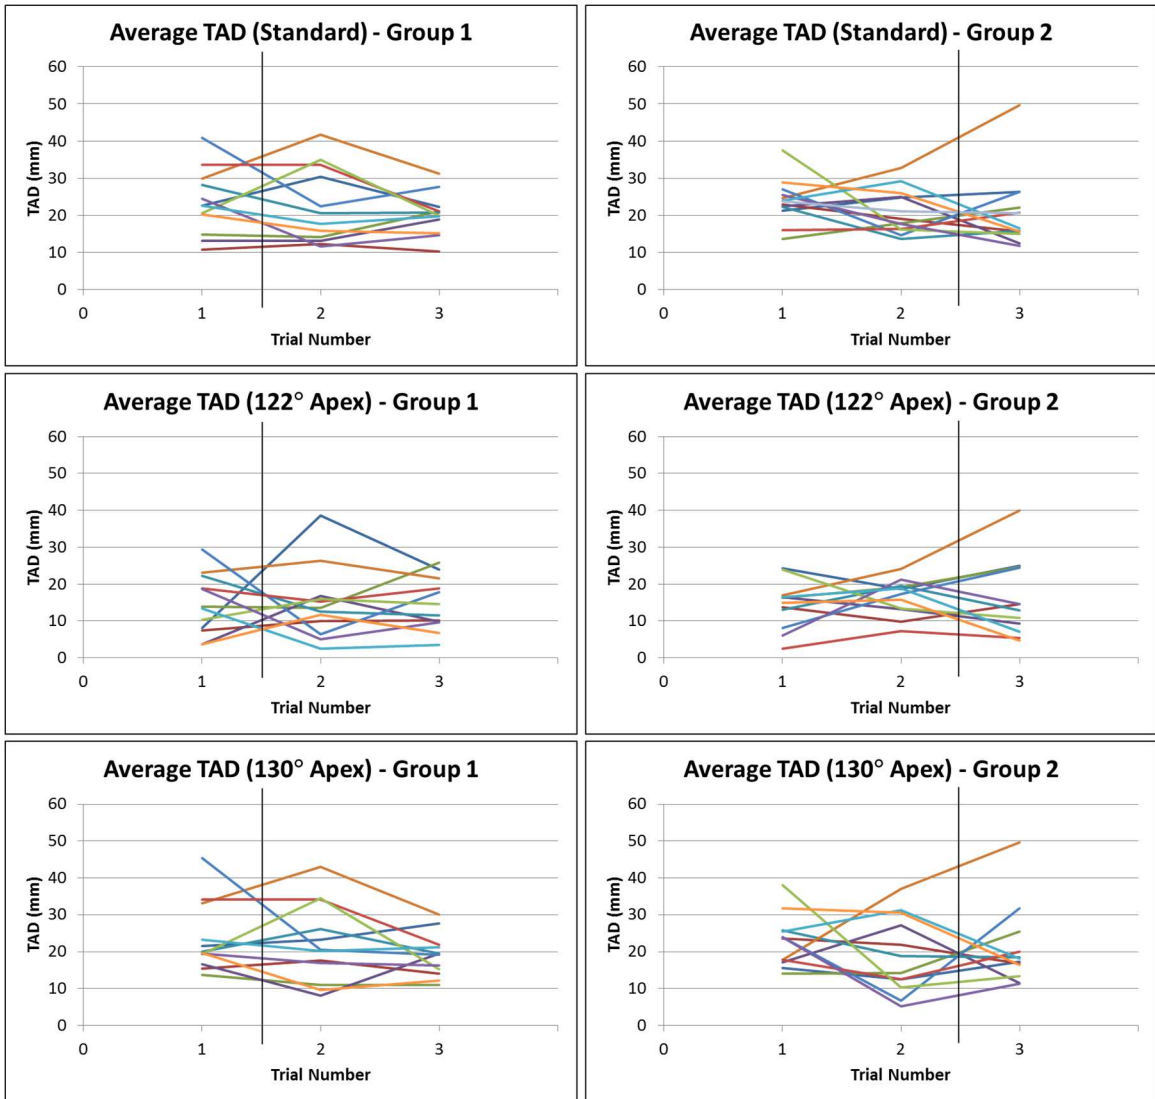 Average TAD (Standard) - Group 1
60
50
40
30
20
10
0
TAD (mm)
0 1 2 3
Trial Number
Average TAD (Standard) - Group 2
60
50
40
30
20
10
0
TAD (mm)
0 1 2 3
Trial Number
Average TAD (122° Apex) - Group 1
60
50
40
30
20
10
0
TAD (mm)
0 1 2 3
Trial Number
Average TAD (122° Apex) - Group 2
60
50
40
30
20
10
0
TAD (mm)
0 1 2 3
Trial Number
Average TAD (130° Apex) - Group 1
60
50
40
30
20
10
0
TAD (mm)
0 1 2 3
Trial Number
Average TAD (130° Apex) - Group 2
60
50
40
30
20
10
0
TAD (mm)
0 1 2 3
Trial Number